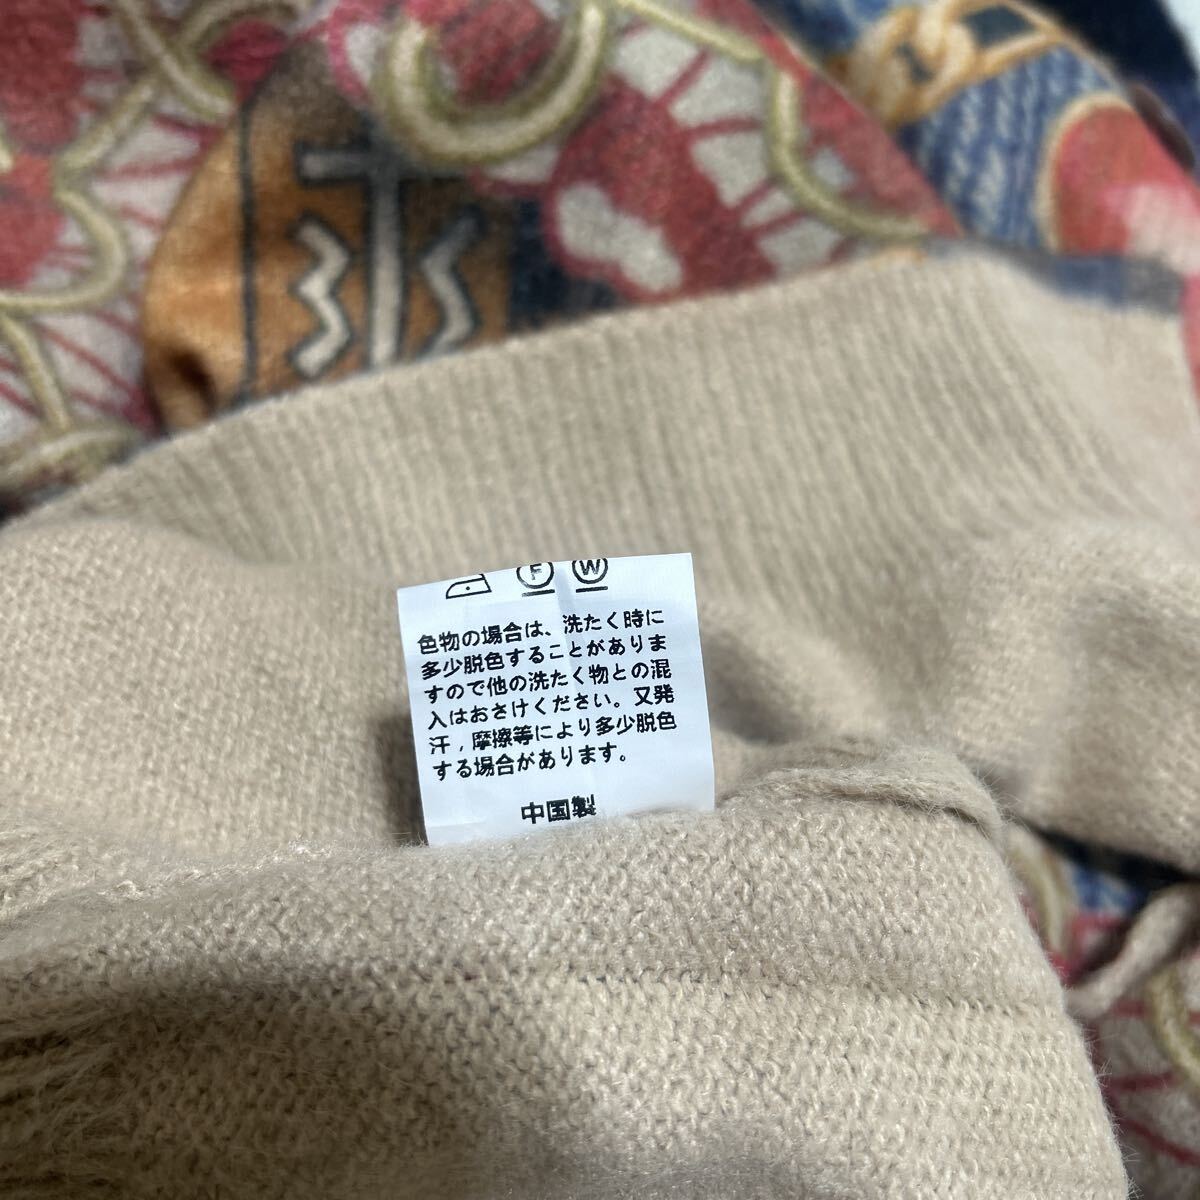 F W
色物の場合は、洗たく時に
多少脱色することがありま
すので他の洗たく物との混
入はおさけください。又発
汗，摩擦等により多少脱色
する場合があります。
中国製